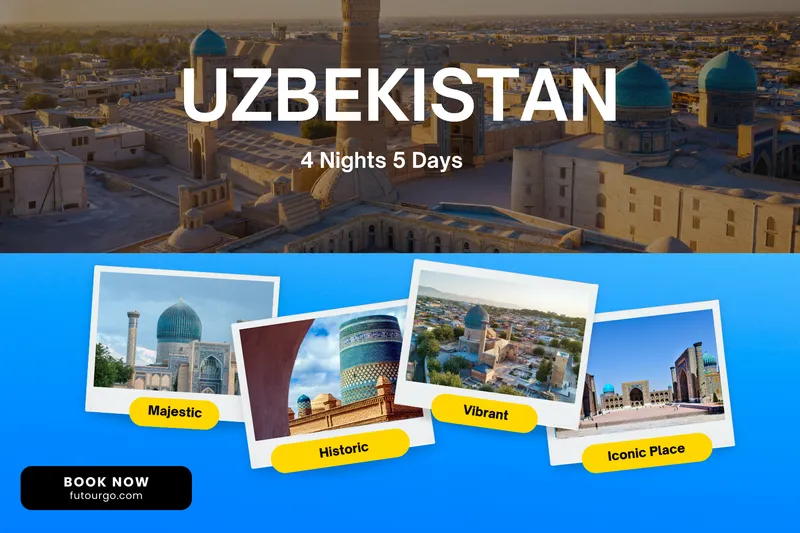 UZBEKISTAN
4 Nights 5 Days
Majestic
Historic
Vibrant
Iconic Place
BOOK NOW
futourgo.com